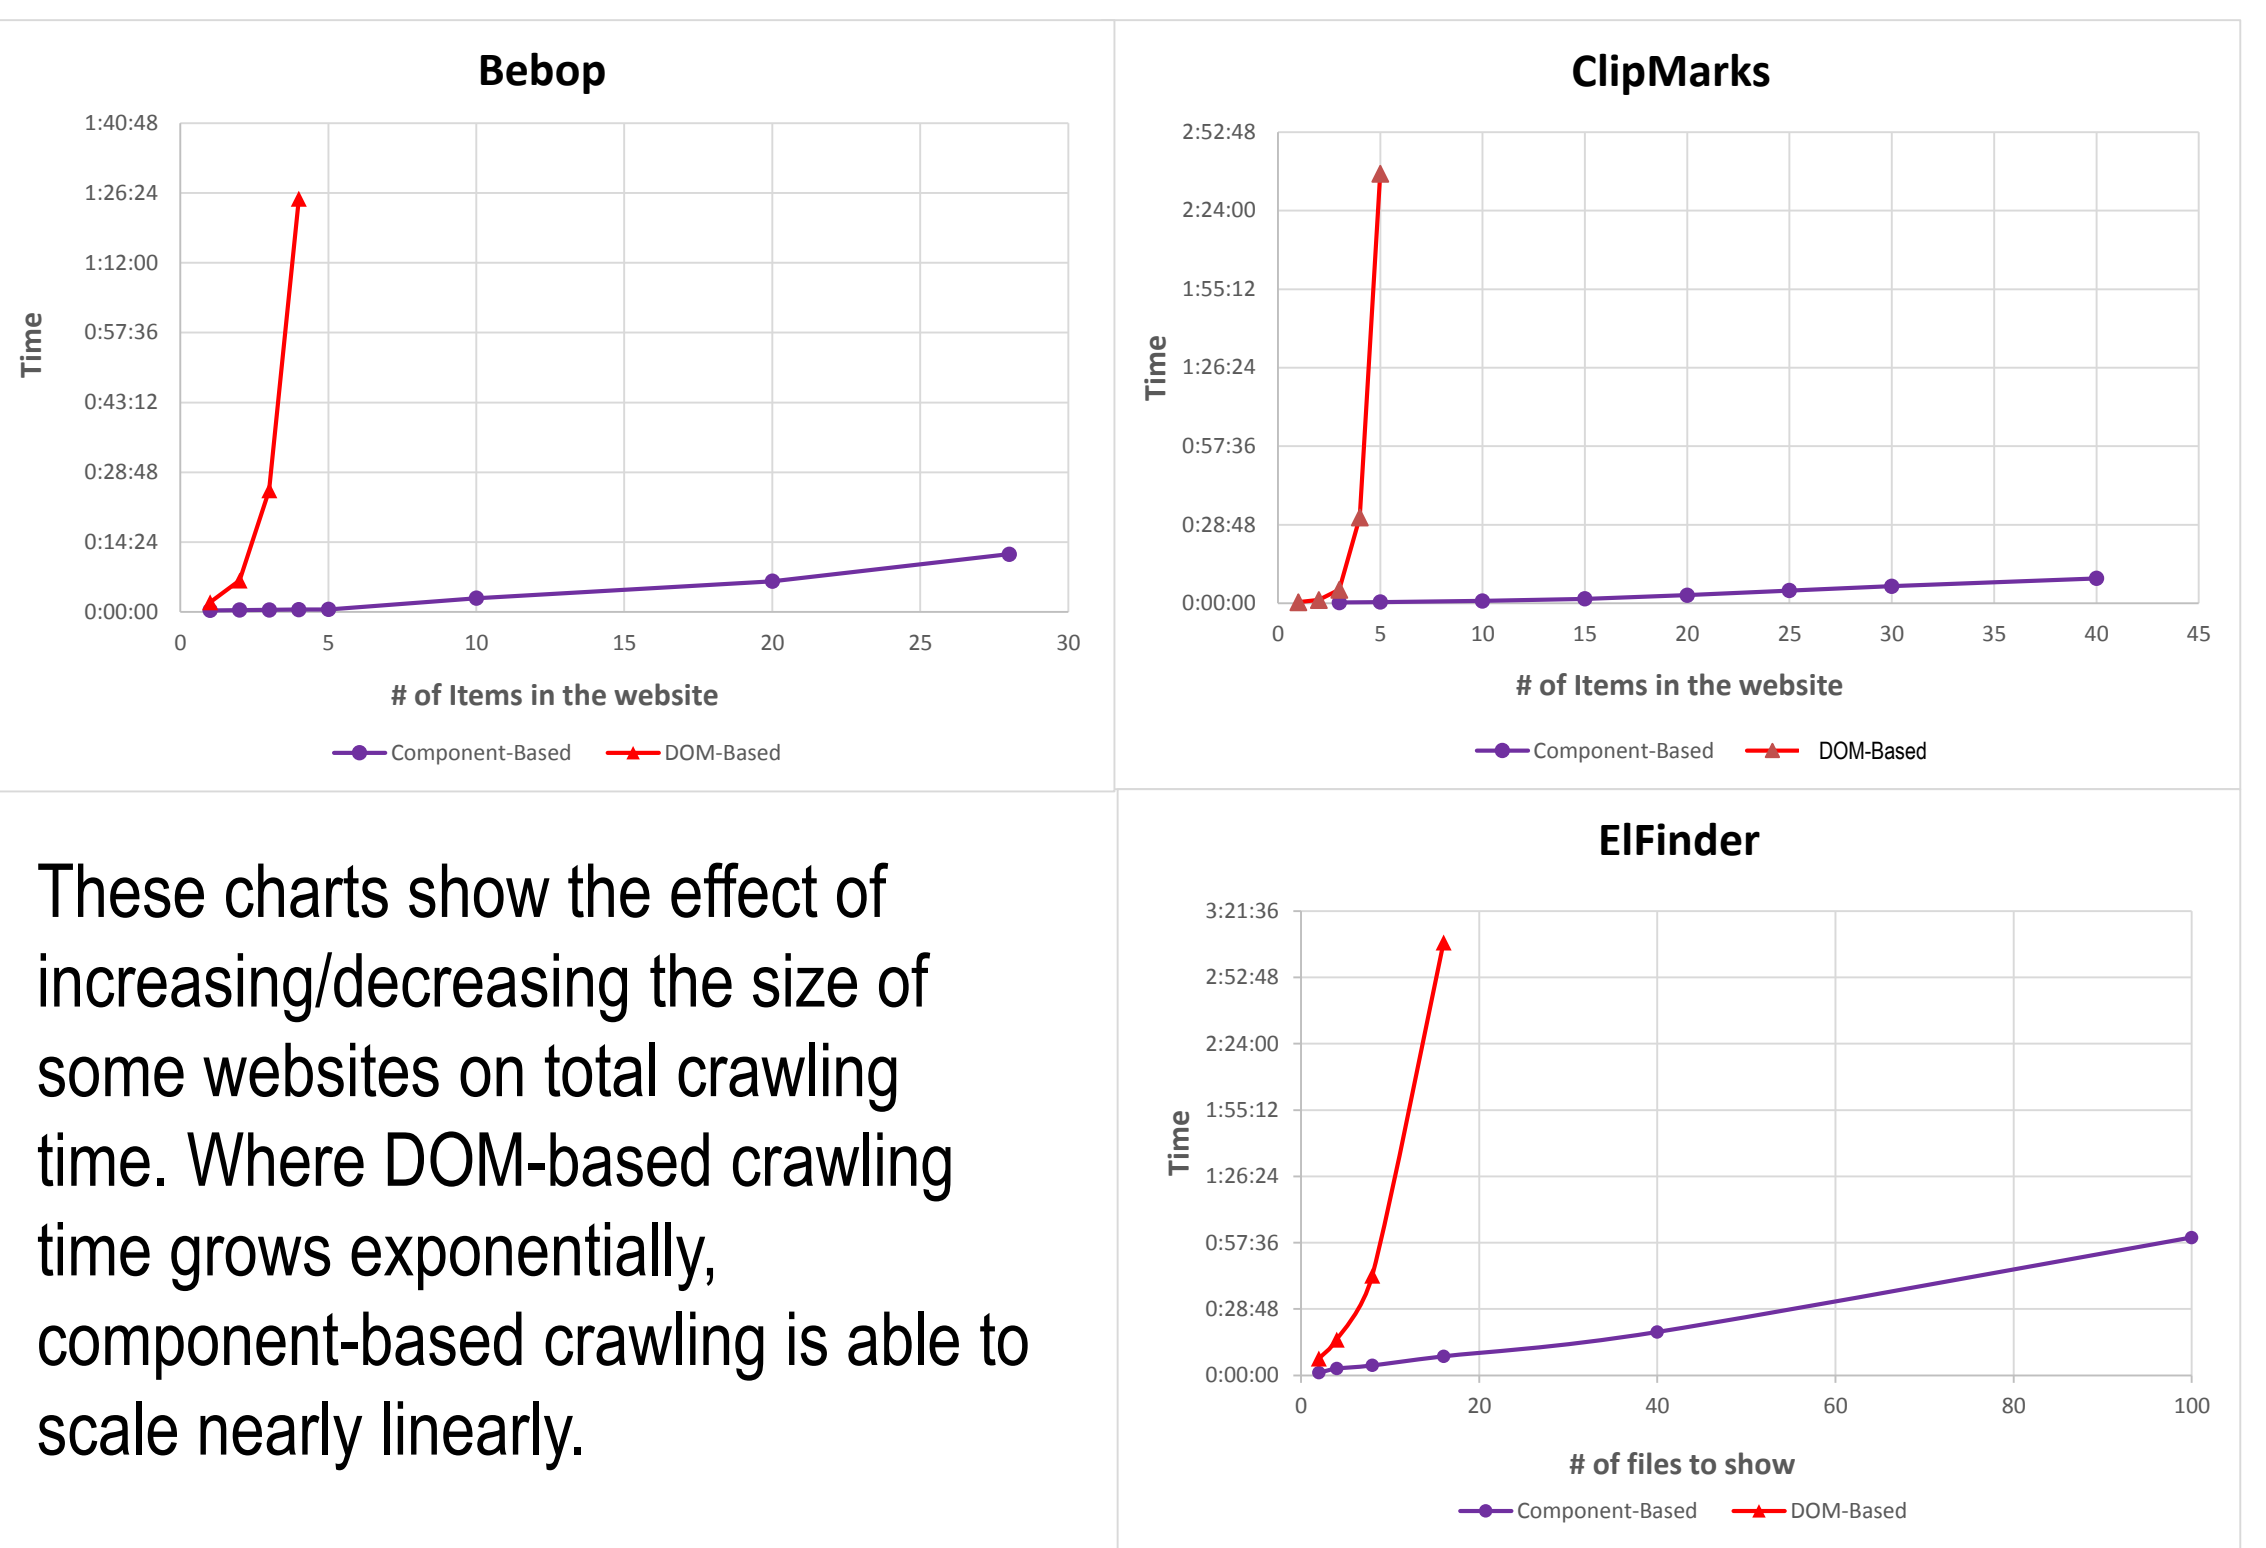 Bebop
1:40:48
1:26:24
1:12:00
0:57:36
0:43:12
0:28:48
0:14:24
0:00:00
Time
0 5 10 15 20 25 30
# of Items in the website
Component-Based DOM-Based
ClipMarks
2:52:48
2:24:00
1:55:12
1:26:24
0:57:36
0:28:48
0:00:00
Time
0 5 10 15 20 25 30 35 40 45
# of Items in the website
Component-Based DOM-Based
These charts show the effect of
increasing/decreasing the size of
some websites on total crawling
time. Where DOM-based crawling
time grows exponentially,
component-based crawling is able to
scale nearly linearly.
ElFinder
3:21:36
2:52:48
2:24:00
1:55:12
1:26:24
0:57:36
0:28:48
0:00:00
Time
0 20 40 60 80 100
# of files to show
Component-Based DOM-Based